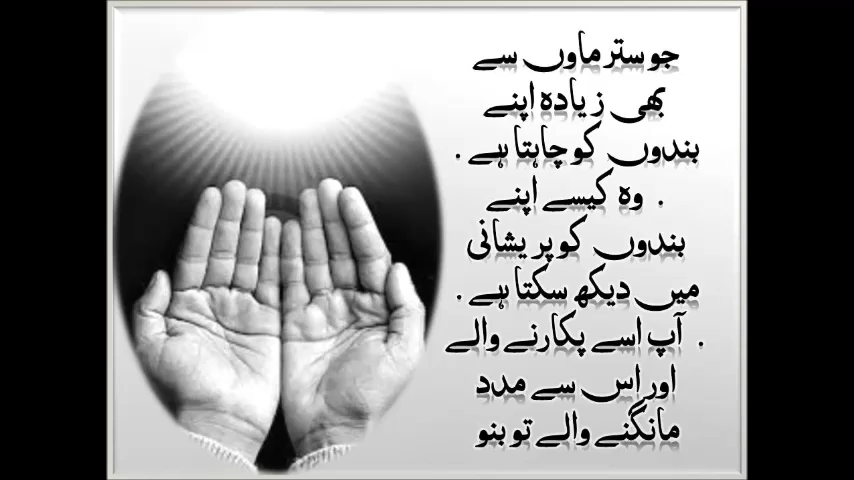 جو ستر ماوں سے
بھی زیادہ اپنے
بندوں کو چاہتا ہے .
. وہ کیسے اپنے
بندوں کو پریشانی
میں دیکھ سکتا ہے .
. آپ اسے پکارنے والے
اور اس سے مدد
مانگنے والے تو بنو